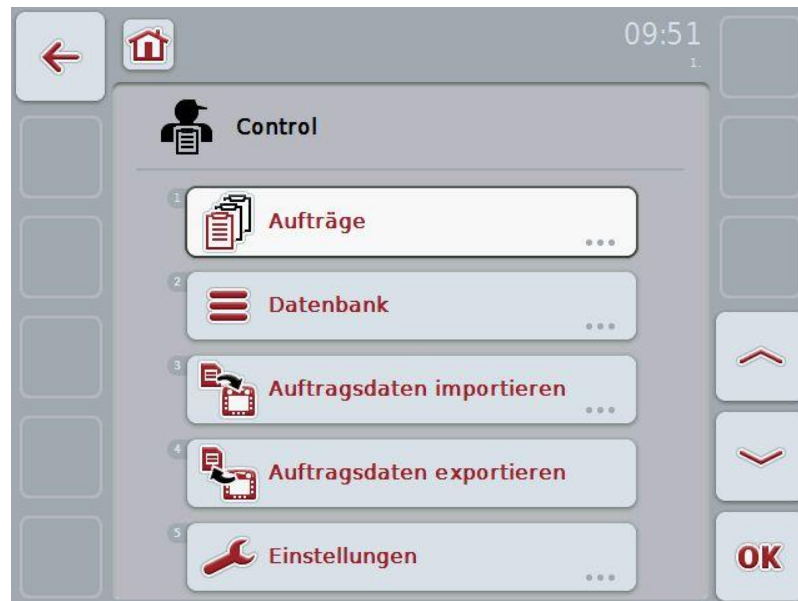 09:51
1.
Control
1
Aufträge
2
Datenbank
3
Auftragsdaten importieren
4
Auftragsdaten exportieren
5
Einstellungen
OK